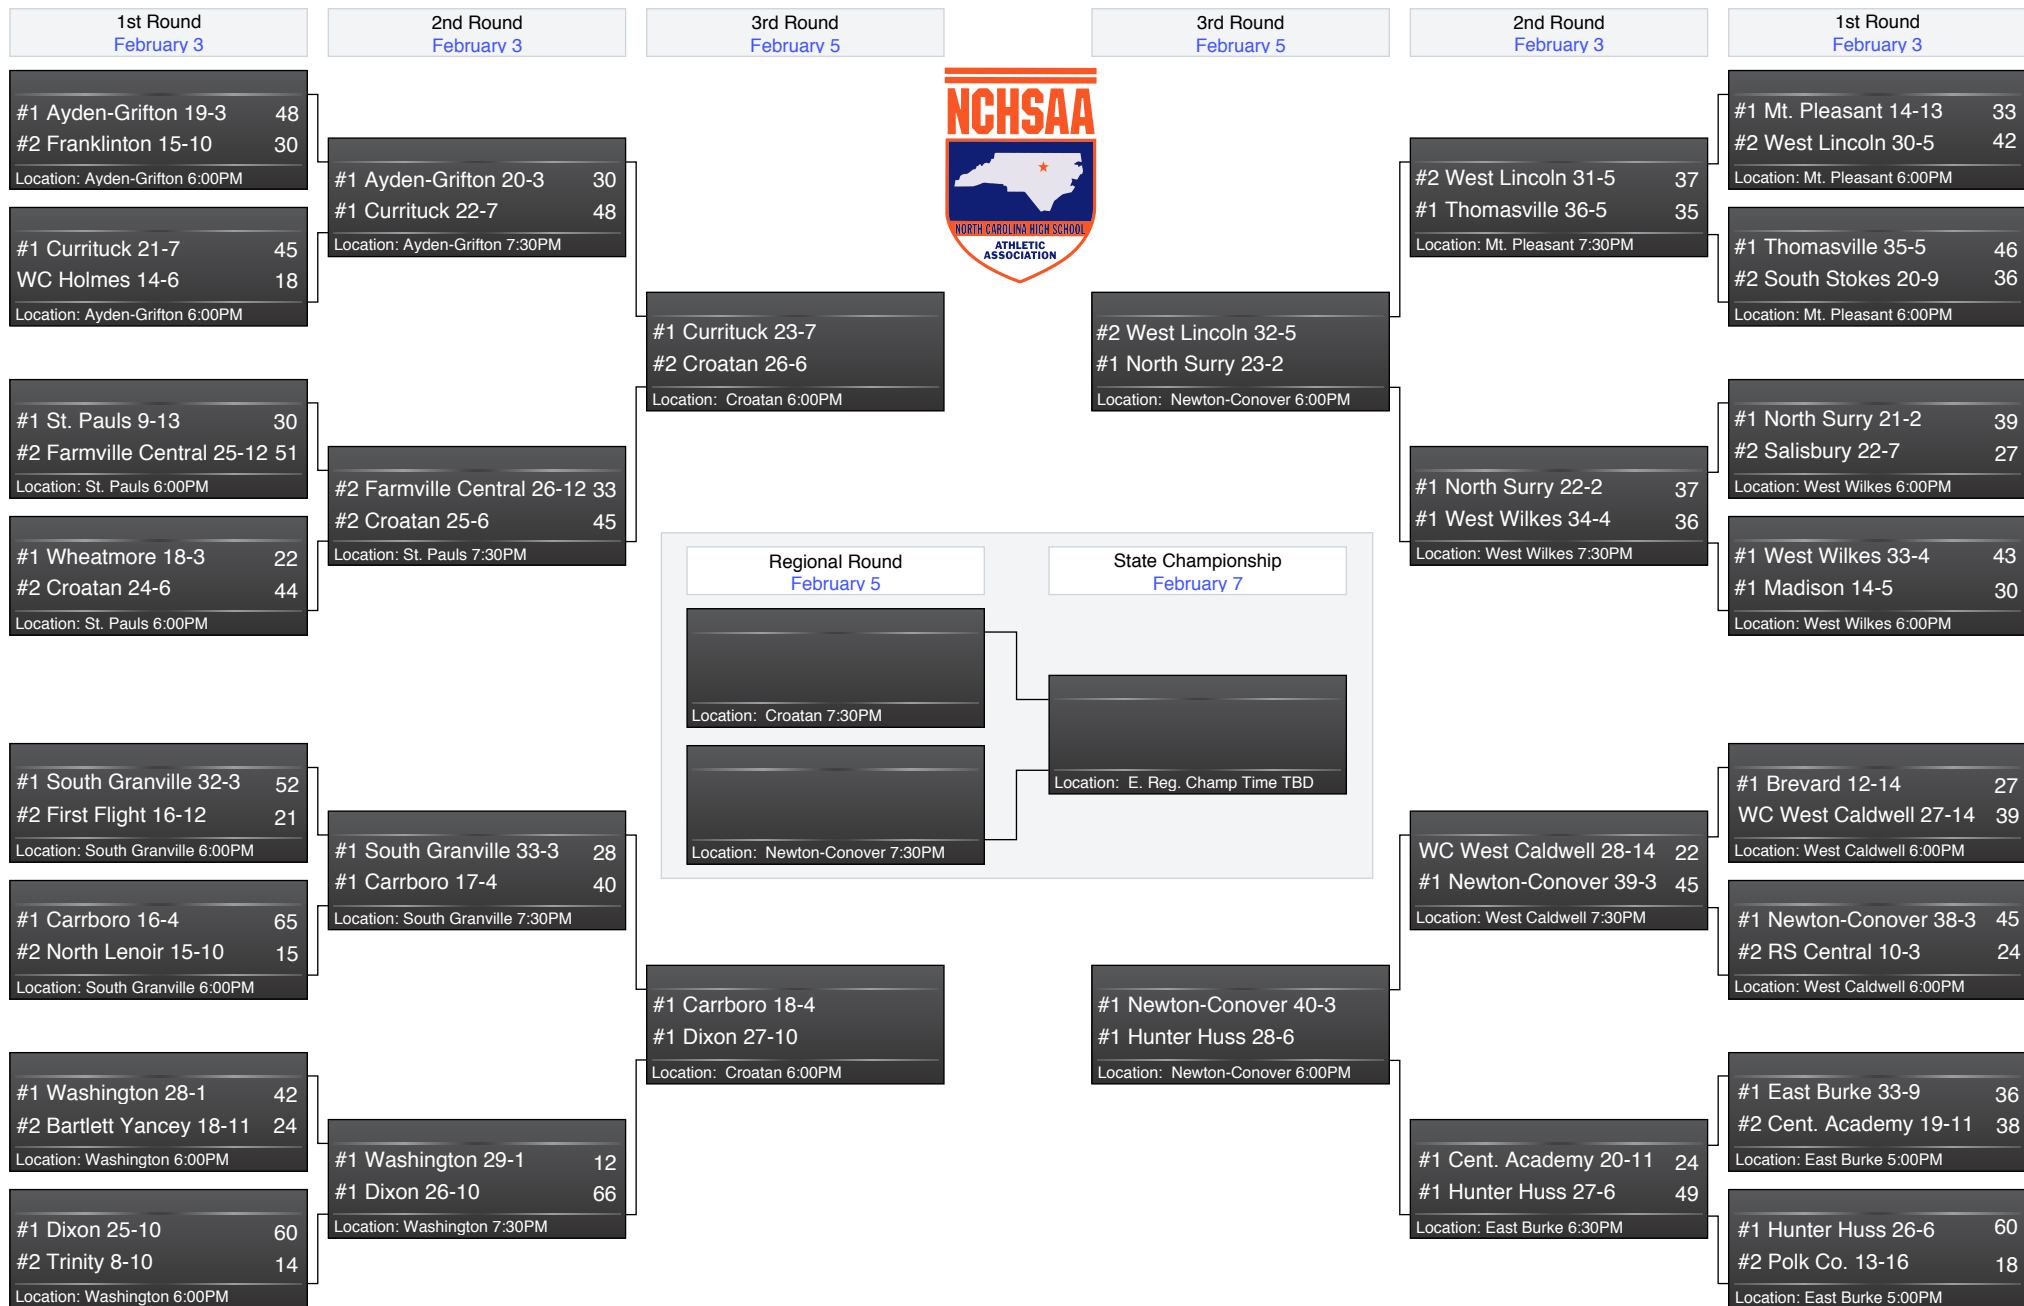 1st Round
February 3
2nd Round
February 3
3rd Round
February 5
3rd Round
February 5
2nd Round
February 3
1st Round
February 3
#1 Ayden-Grifton 19-3 48
#2 Franklinton 15-10 30
Location: Ayden-Grifton 6:00PM
#1 Currituck 21-7 45
WC Holmes 14-6 18
Location: Ayden-Grifton 6:00PM
#1 St. Pauls 9-13 30
#2 Farmville Central 25-12 51
Location: St. Pauls 6:00PM
#1 Wheatmore 18-3 22
#2 Croatan 24-6 44
Location: St. Pauls 6:00PM
#1 South Granville 32-3 52
#2 First Flight 16-12 21
Location: South Granville 6:00PM
#1 Carrboro 16-4 65
#2 North Lenoir 15-10 15
Location: South Granville 6:00PM
#1 Washington 28-1 42
#2 Bartlett Yancey 18-11 24
Location: Washington 6:00PM
#1 Dixon 25-10 60
#2 Trinity 8-10 14
Location: Washington 6:00PM
#1 Ayden-Grifton 20-3 30
#1 Currituck 22-7 48
Location: Ayden-Grifton 7:30PM
#2 Farmville Central 26-12 33
#2 Croatan 25-6 45
Location: St. Pauls 7:30PM
#1 South Granville 33-3 28
#1 Carrboro 17-4 40
Location: South Granville 7:30PM
#1 Washington 29-1 12
#1 Dixon 26-10 66
Location: Washington 7:30PM
#1 Currituck 23-7
#2 Croatan 26-6
Location: Croatan 6:00PM
#1 Carrboro 18-4
#1 Dixon 27-10
Location: Croatan 6:00PM
NCHSAA
NORTH CAROLINA HIGH SCHOOL
ATHLETIC
ASSOCIATION
Regional Round
February 5
State Championship
February 7
Location: Croatan 7:30PM
Location: E. Reg. Champ Time TBD
Location: Newton-Conover 7:30PM
#2 West Lincoln 32-5
#1 North Surry 23-2
Location: Newton-Conover 6:00PM
#1 Newton-Conover 40-3
#1 Hunter Huss 28-6
Location: Newton-Conover 6:00PM
#2 West Lincoln 31-5 37
#1 Thomasville 36-5 35
Location: Mt. Pleasant 7:30PM
#1 North Surry 22-2 37
#1 West Wilkes 34-4 36
Location: West Wilkes 7:30PM
WC West Caldwell 28-14 22
#1 Newton-Conover 39-3 45
Location: West Caldwell 7:30PM
#1 Cent. Academy 20-11 24
#1 Hunter Huss 27-6 49
Location: East Burke 6:30PM
#1 Mt. Pleasant 14-13 33
#2 West Lincoln 30-5 42
Location: Mt. Pleasant 6:00PM
#1 Thomasville 35-5 46
#2 South Stokes 20-9 36
Location: Mt. Pleasant 6:00PM
#1 North Surry 21-2 39
#2 Salisbury 22-7 27
Location: West Wilkes 6:00PM
#1 West Wilkes 33-4 43
#1 Madison 14-5 30
Location: West Wilkes 6:00PM
#1 Brevard 12-14 27
WC West Caldwell 27-14 39
Location: West Caldwell 6:00PM
#1 Newton-Conover 38-3 45
#2 RS Central 10-3 24
Location: West Caldwell 6:00PM
#1 East Burke 33-9 36
#2 Cent. Academy 19-11 38
Location: East Burke 5:00PM
#1 Hunter Huss 26-6 60
#2 Polk Co. 13-16 18
Location: East Burke 5:00PM